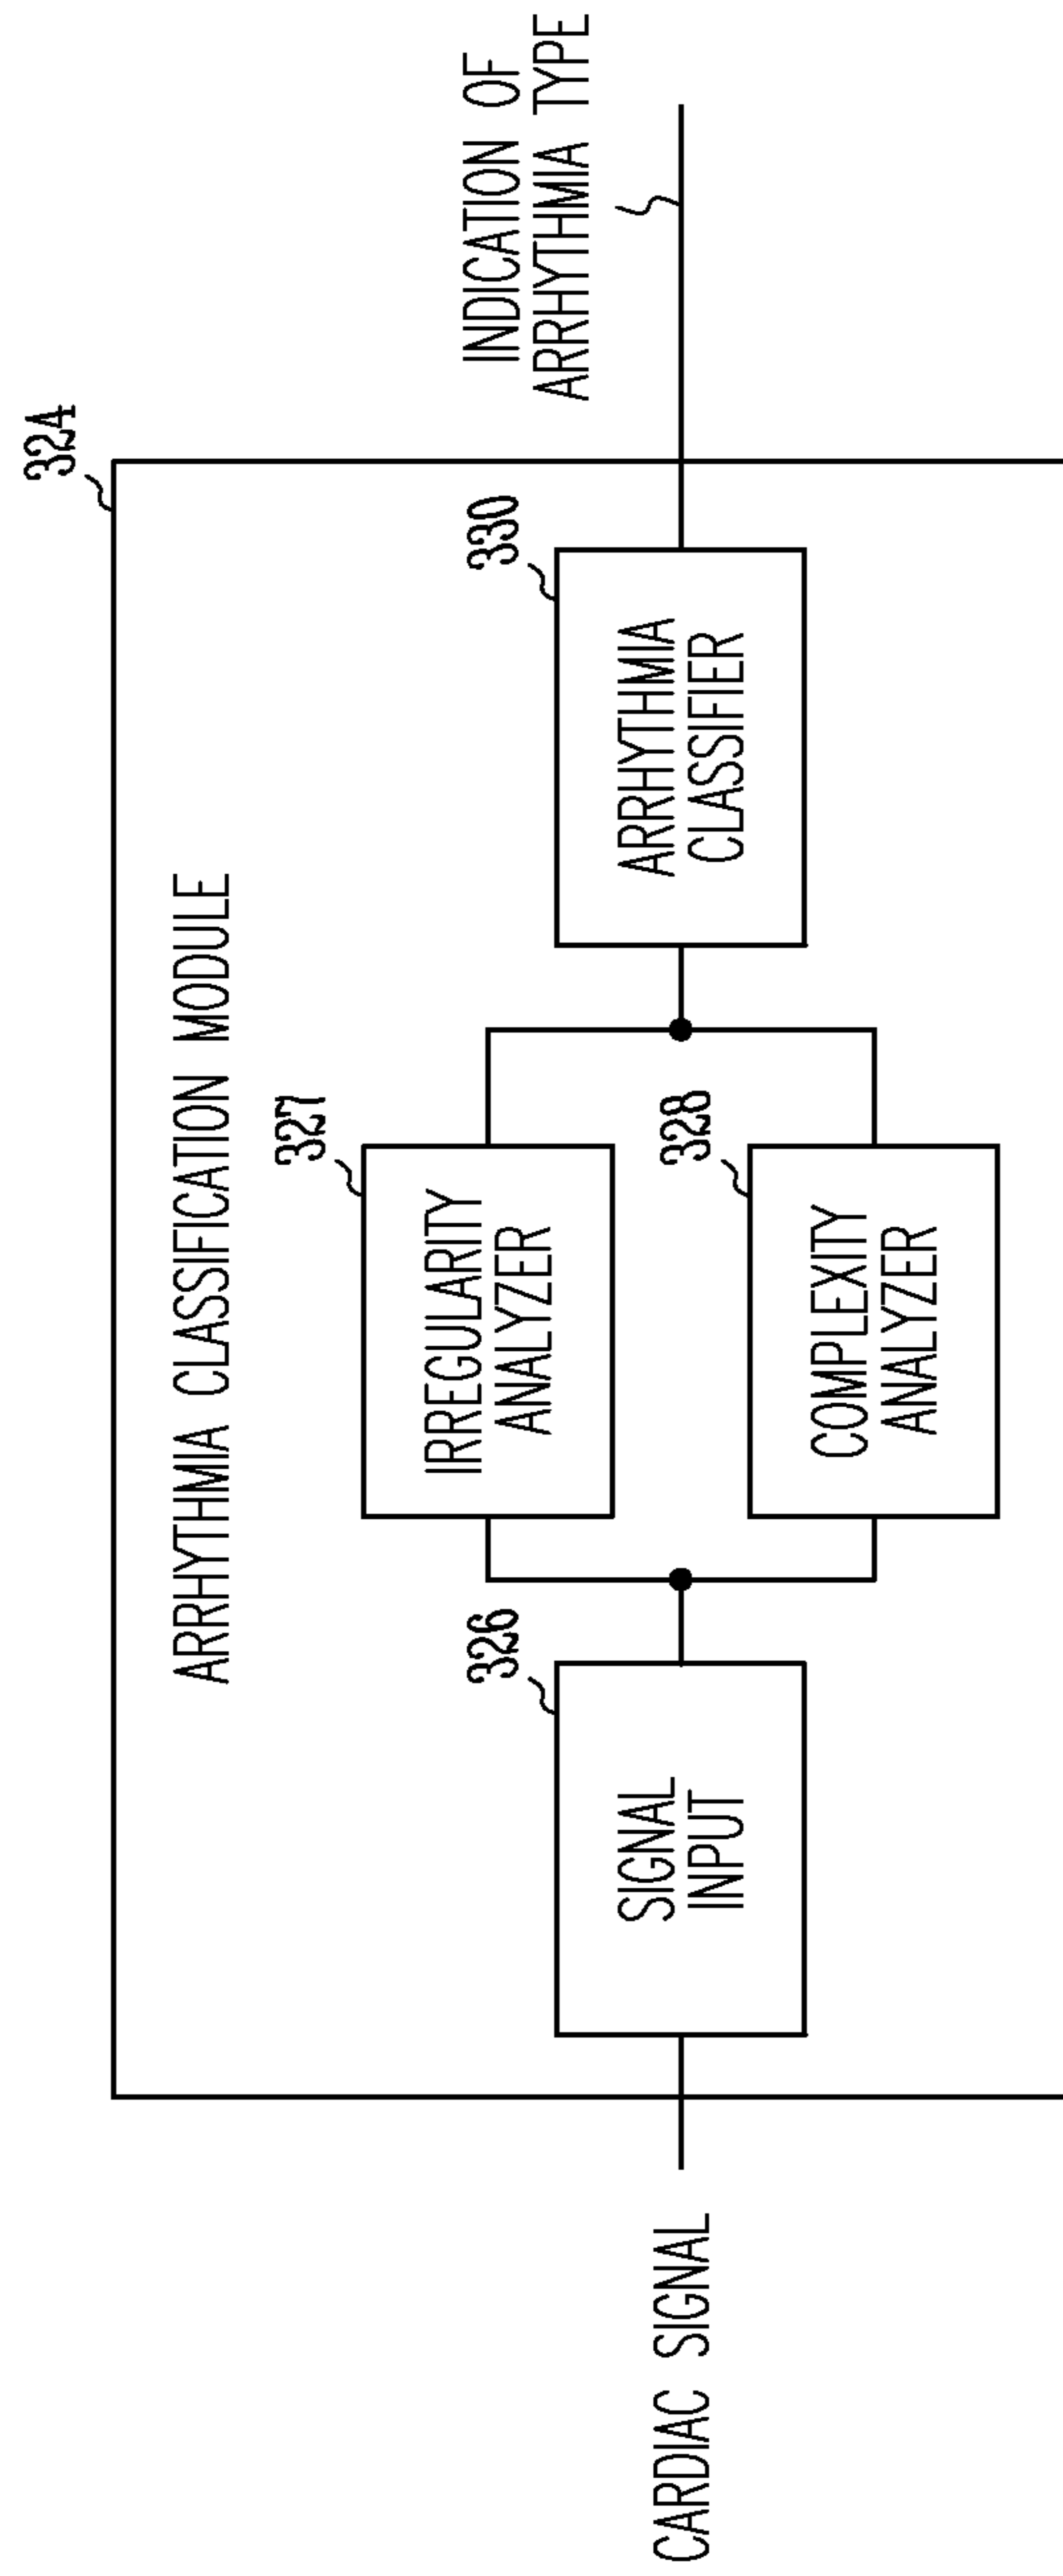 324
ARRHYTHMIA CLASSIFICATION MODULE
CARDIAC SIGNAL
326
SIGNAL
INPUT
327
IRREGULARITY
ANALYZER
328
COMPLEXITY
ANALYZER
330
ARRHYTHMIA
CLASSIFIER
INDICATION OF
ARRHYTHMIA TYPE